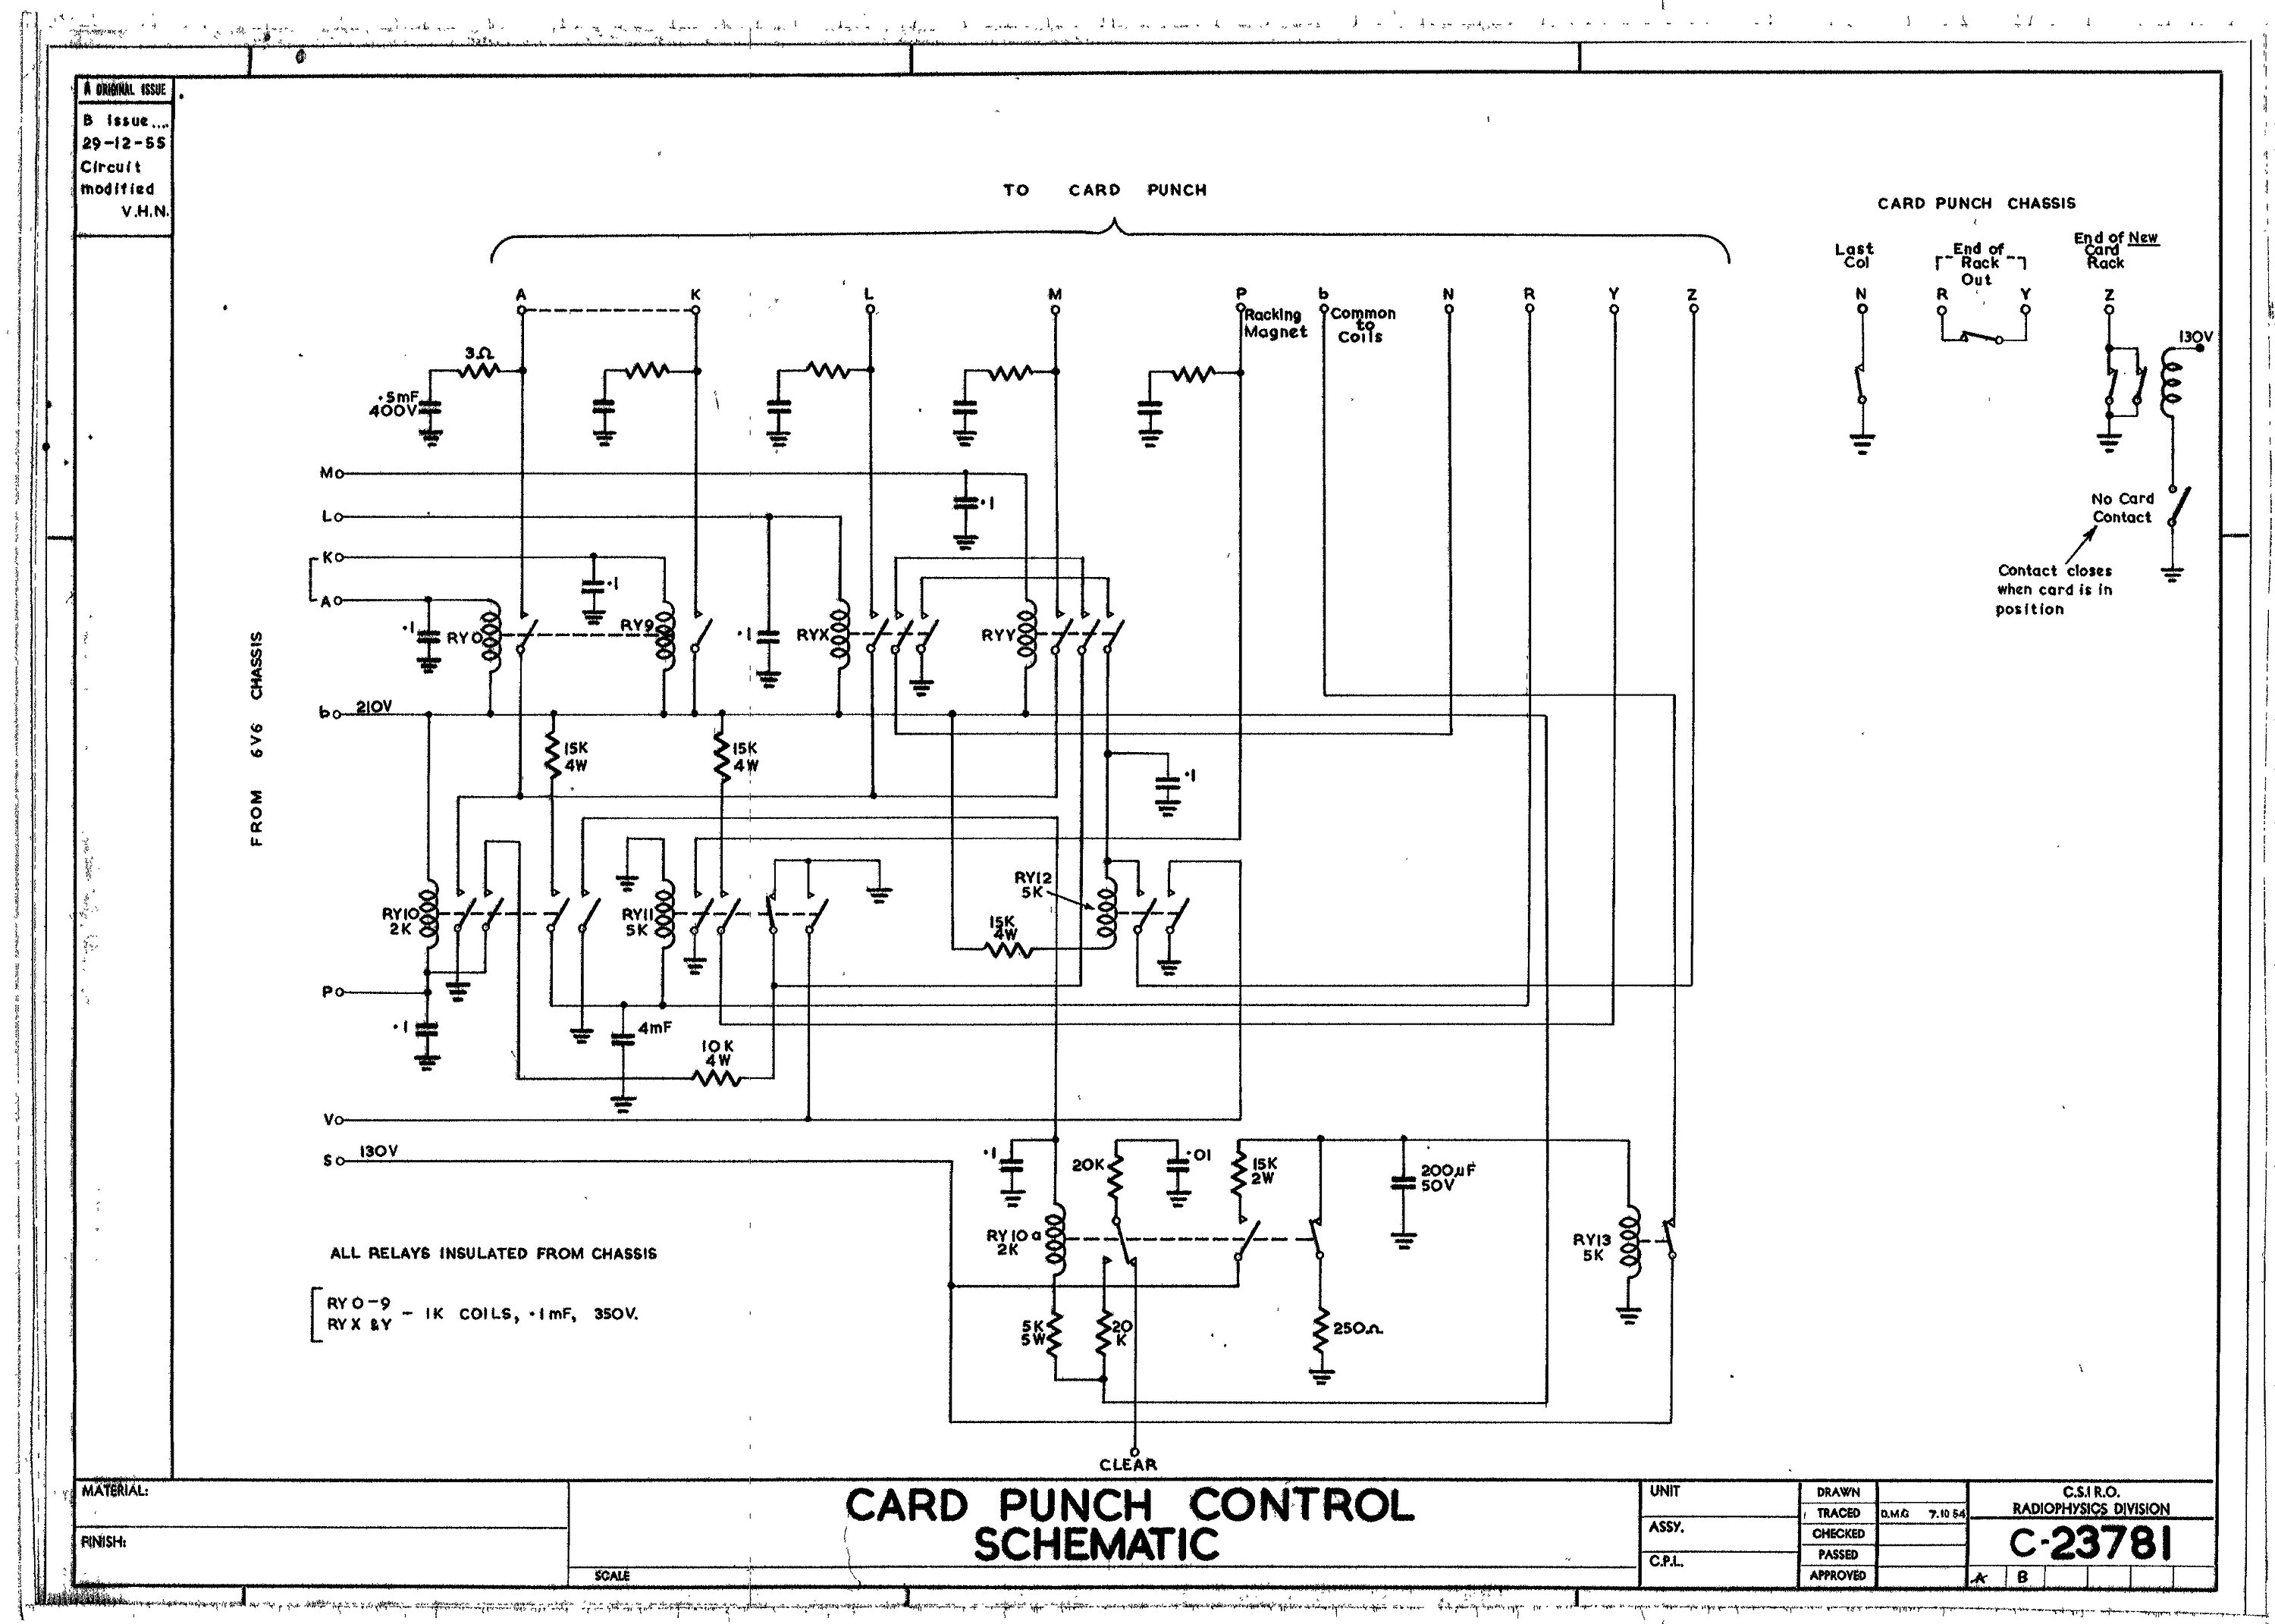 A ORIGINAL ISSUE
B Issue....
29-12-55
Circuit
modified
V.H.N.
TO CARD PUNCH
A
K
L
M
P
Racking
Magnet
b
Common
to
Coils
N
R
Y
Z
CARD PUNCH CHASSIS
Last
Col
N
End of
Rack
Out
R
Y
End of New
Card
Rack
Z
130V
No Card
Contact
Contact closes
when card is in
position
3Ω
.5mF
400V
FROM 6V6 CHASSIS
M
L
K
A
.1
.1
.1
.1
RY0
RY9
RYX
RYY
b
210V
15K
4W
15K
4W
.1
RY10
2K
RY11
5K
RY12
5K
15K
4W
P
.1
4mF
10K
4W
V
S
130V
.1
20K
.01
15K
2W
200μF
50V
RY10a
2K
RY13
5K
5K
5W
20
K
250Ω
CLEAR
ALL RELAYS INSULATED FROM CHASSIS
RY 0-9
RY X &Y
- 1K COILS, .1mF, 350V.
MATERIAL:
FINISH:
CARD PUNCH CONTROL
SCHEMATIC
SCALE
UNIT
ASSY.
C.P.L.
DRAWN
TRACED D.M.G 7.10 54
CHECKED
PASSED
APPROVED
C.S.I R.O.
RADIOPHYSICS DIVISION
C-23781
A B